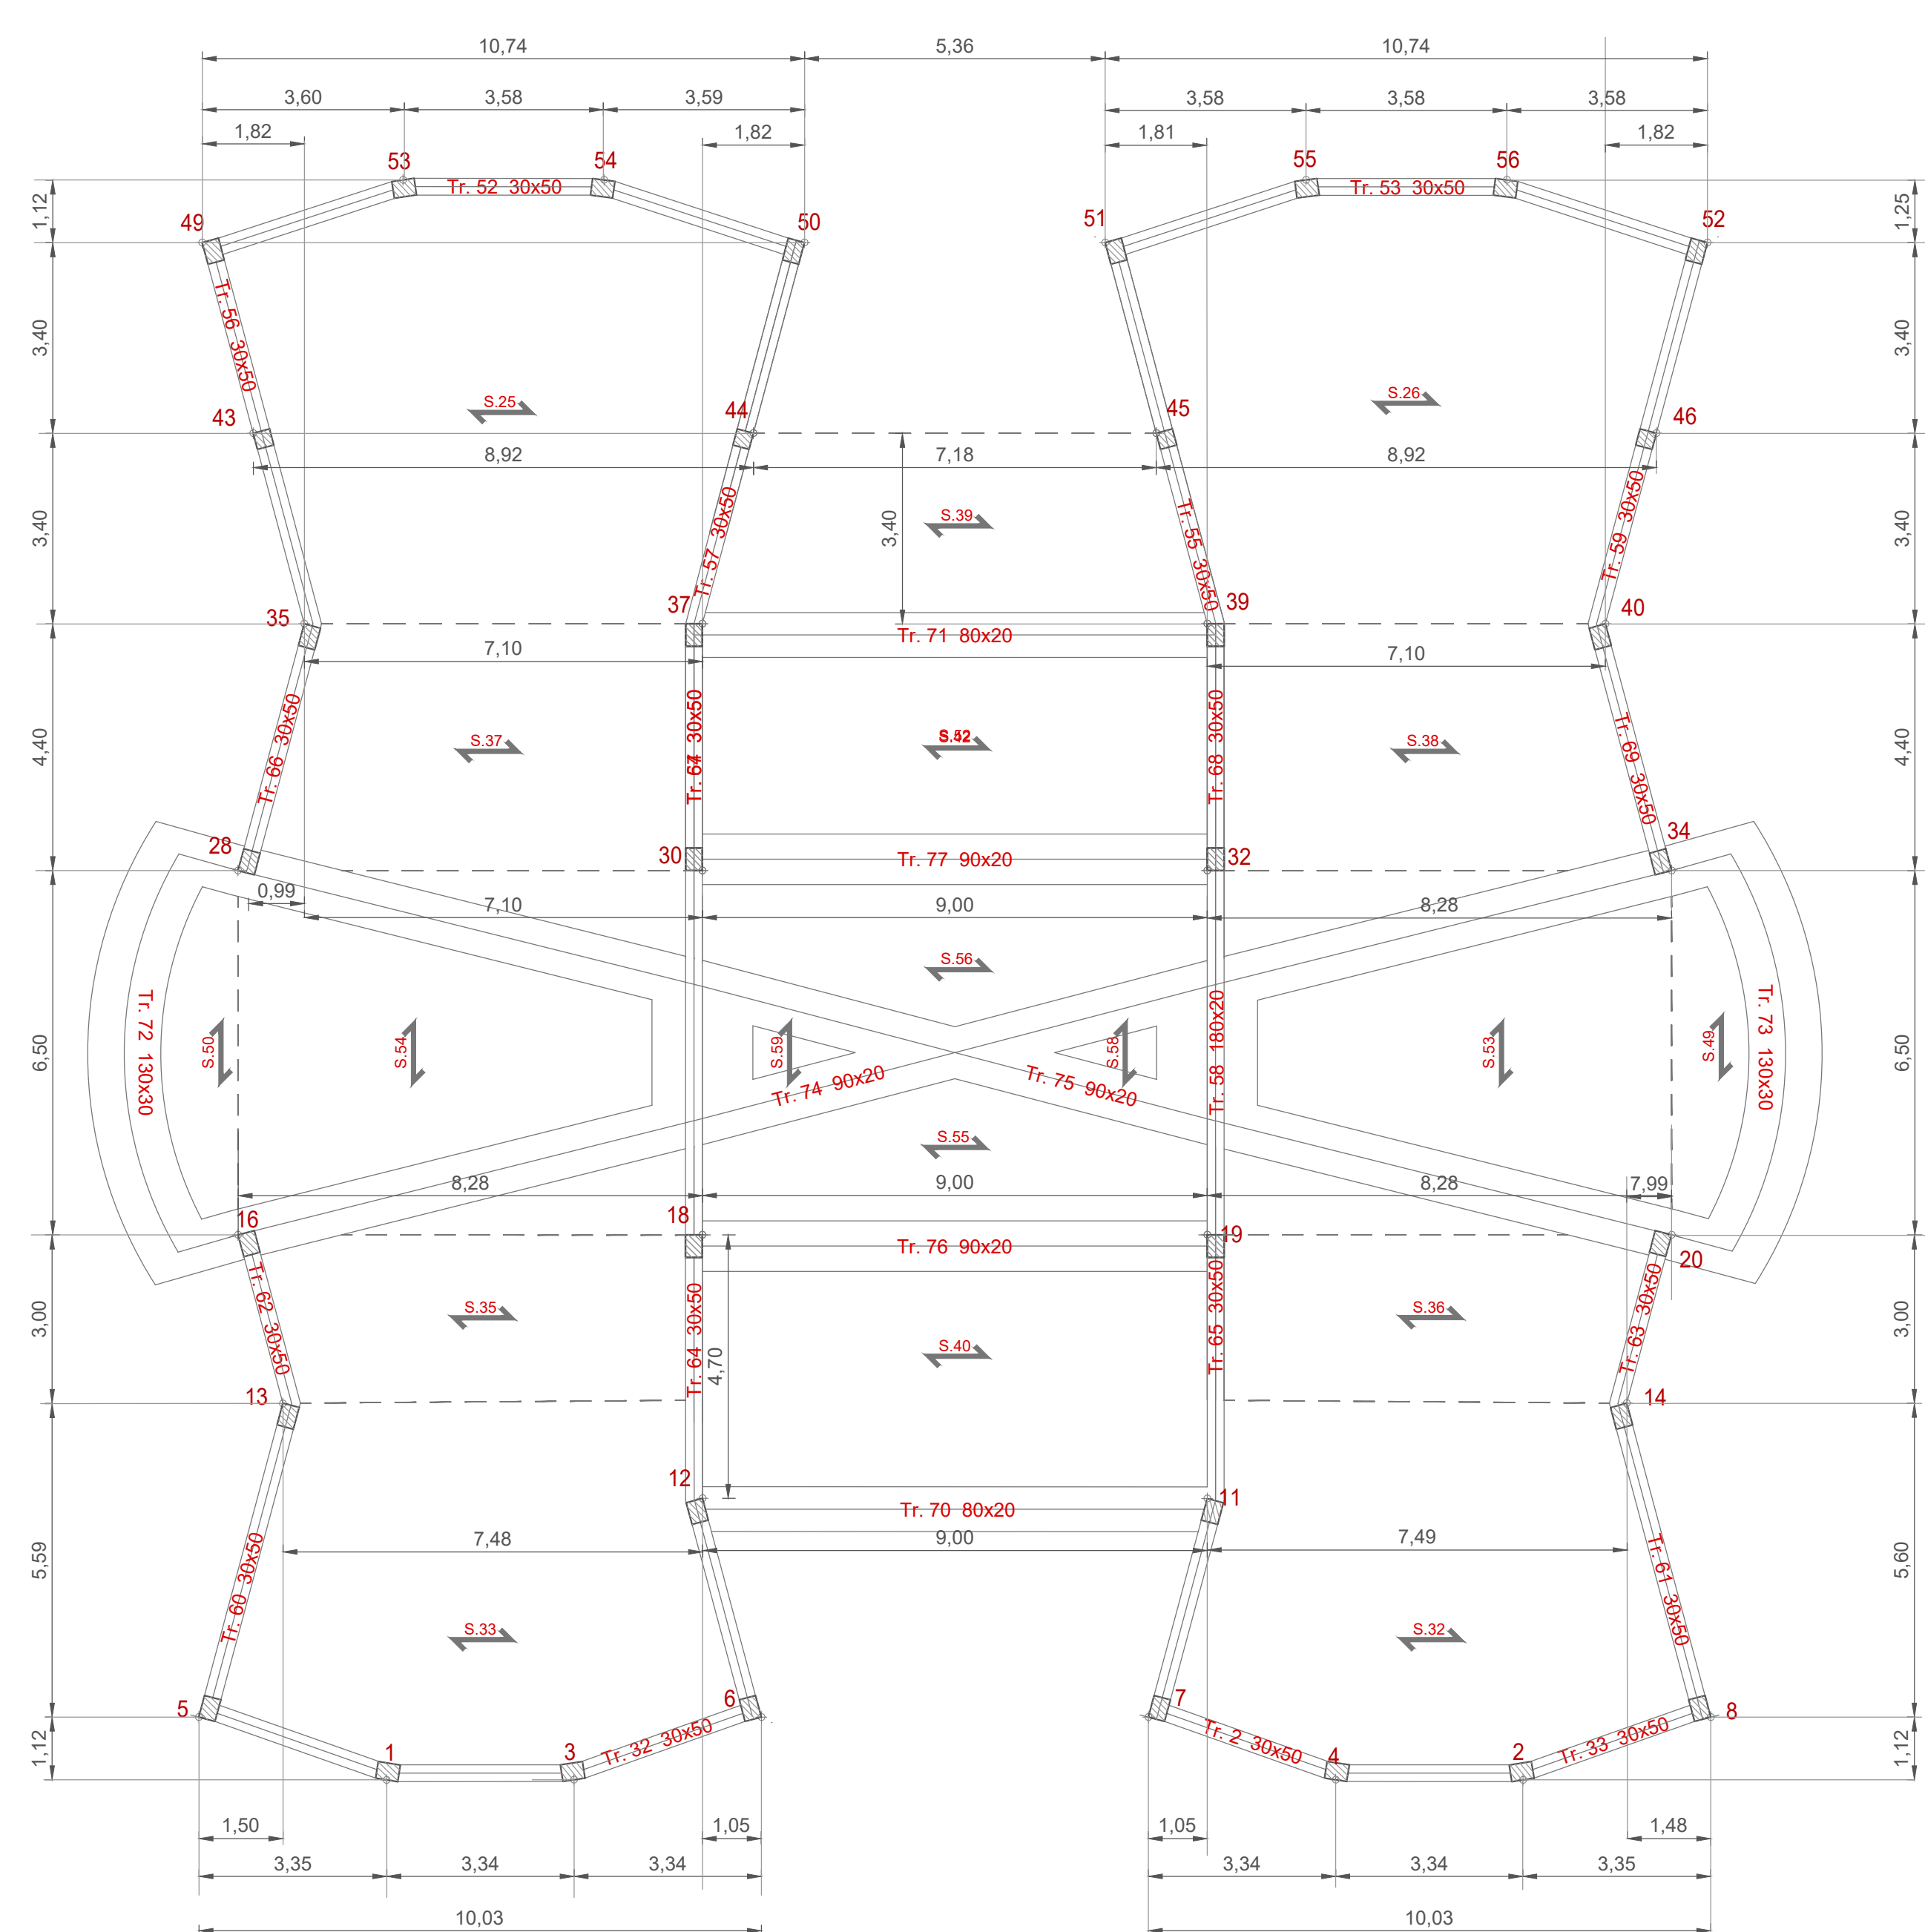 10,74 5,36 10,74
3,60 3,58 3,59 3,58 3,58 3,58
1,82 1,82 1,81 1,82
53 54 55 56
Tr. 52 30x50 Tr. 53 30x50
1,12 1,25
49 50 51 52
Tr. 56 30x50
3,40 3,40
S.25 S.26
43 44 45 46
8,92 7,18 8,92
3,40 3,40 3,40
S.39
Tr. 57 30x50 Tr. 55 30x50 Tr. 59 30x50
35 37 39 40
Tr. 71 80x20
7,10 7,10
4,40 4,40
Tr. 66 30x50 30x50 Tr. 68 30x50 Tr. 69 30x50
S.37 S.38
28 30 32 34
Tr. 77 90x20
0,99
7,10 9,00 8,28
S.56
6,50 6,50
Tr. 72 130x30 S.50 S.54 S.59 S.58 Tr. 58 180x20 S.53 S.49 Tr. 73 130x30
Tr. 74 90x20 Tr. 75 90x20
S.55
8,28 9,00 8,28 7,99
16 18 19 20
Tr. 76 90x20
3,00 3,00
Tr. 62 30x50 Tr. 64 30x50 Tr. 65 30x50 Tr. 63 30x50
S.35 S.36
4,70
S.40
13 14
12 11
Tr. 70 80x20
7,48 9,00 7,49
5,59 5,60
Tr. 60 30x50 Tr. 61 30x50
S.33 S.32
5 6 7 8
Tr. 32 30x50 Tr. 2 30x50 Tr. 33 30x50
1 3 4 2
1,12 1,12
1,50 1,05 1,05 1,48
3,35 3,34 3,34 3,34 3,34 3,35
10,03 10,03